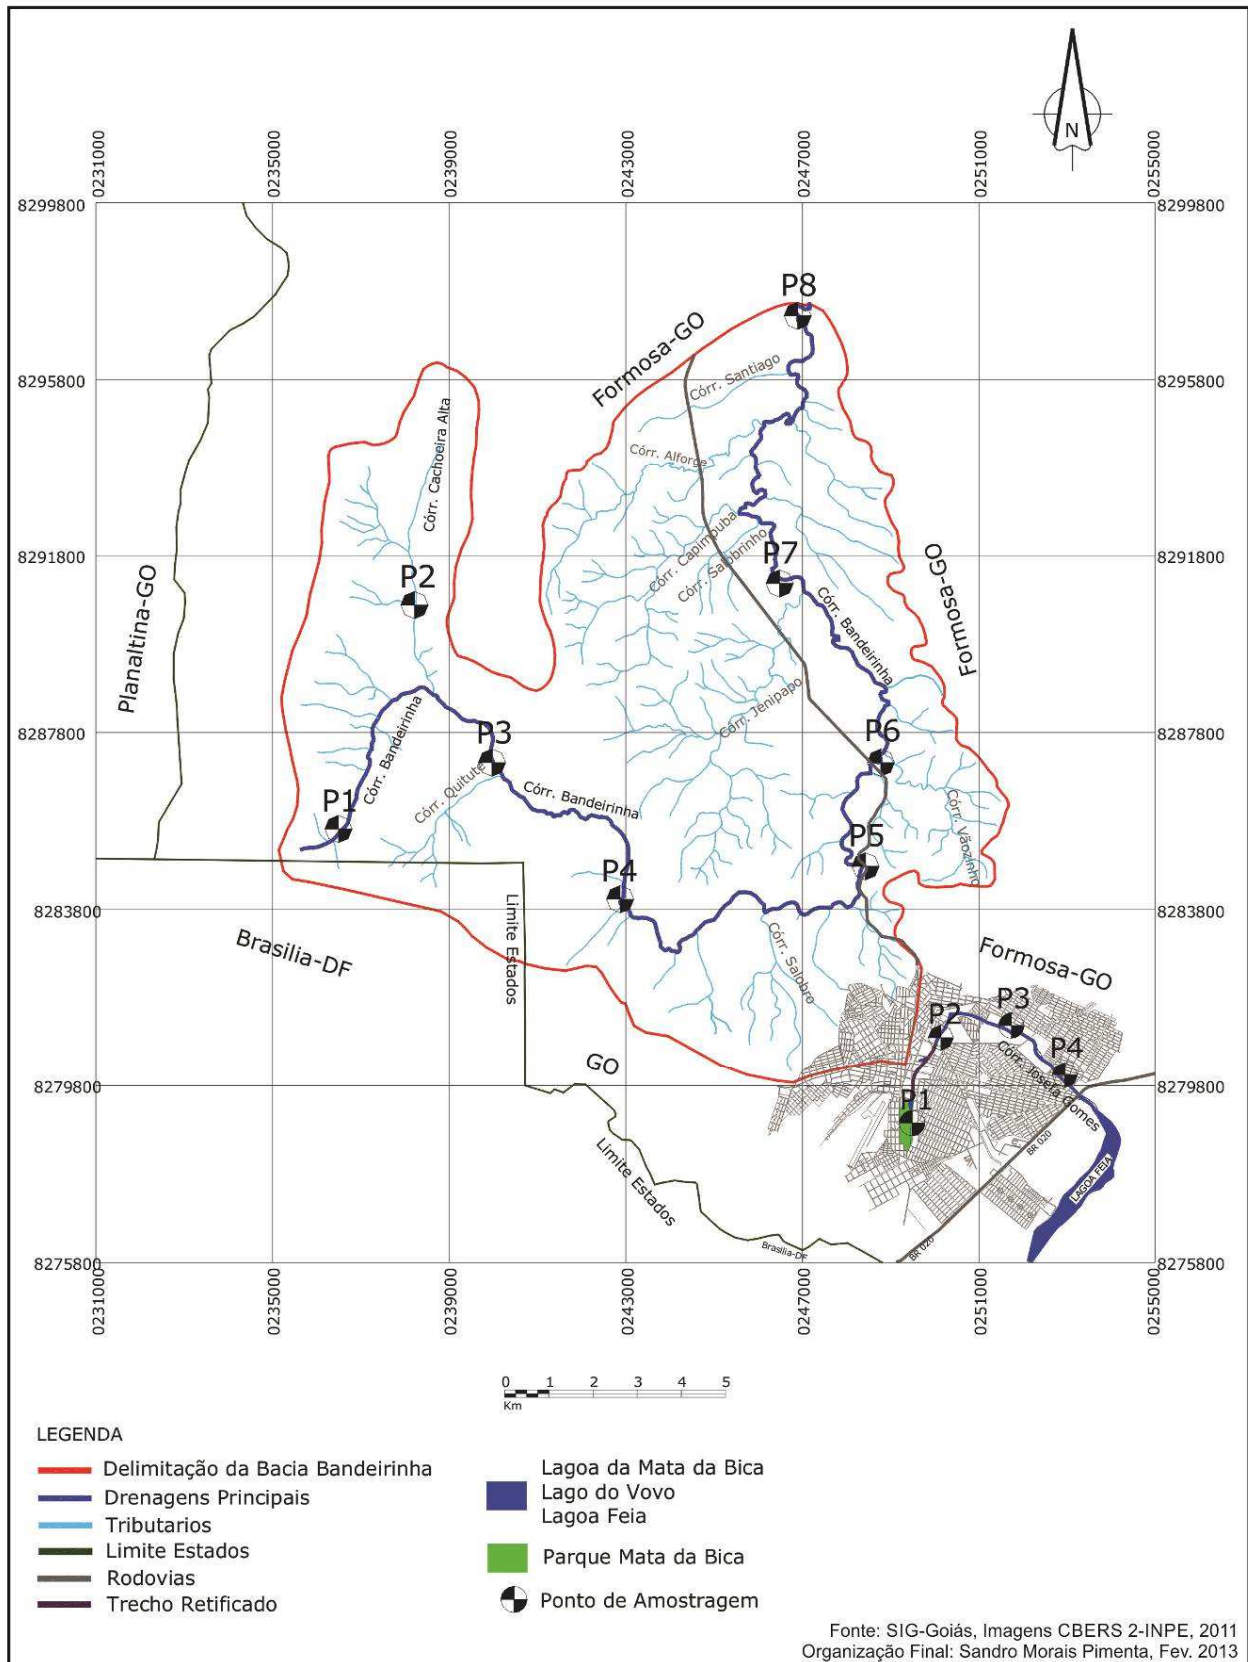 N
0231000
0235000
0239000
0243000
0247000
0251000
0255000
8299800
8299800
P8
Formosa-GO
8295800
8295800
Córr. Santiago
Córr. Cachoeira Alta
Córr. Alforge
Córr. Capimpuba
Córr. Salobrinho
8291800
8291800
P7
P2
Formosa-GO
Planaltina-GO
Córr. Bandeirinha
Córr. Jenipapo
Córr. Bandeirinha
8287800
8287800
P3
P6
Córr. Quitute
Córr. Bandeirinha
Córr. Vãozinho
P1
P5
P4
8283800
8283800
Limite Estados
Brasilia-DF
Córr. Salobro
Formosa-GO
P2
P3
P4
Córr. Josefa Gomes
GO
8279800
8279800
P1
Limite Estados
BR 020
LAGOA FEIA
Brasilia-DF
BR 020
8275800
8275800
0231000
0235000
0239000
0243000
0247000
0251000
0255000
0 1 2 3 4 5
Km
LEGENDA
Delimitação da Bacia Bandeirinha
Drenagens Principais
Tributarios
Limite Estados
Rodovias
Trecho Retificado
Lagoa da Mata da Bica
Lago do Vovo
Lagoa Feia
Parque Mata da Bica
Ponto de Amostragem
Fonte: SIG-Goiás, Imagens CBERS 2-INPE, 2011
Organização Final: Sandro Morais Pimenta, Fev. 2013